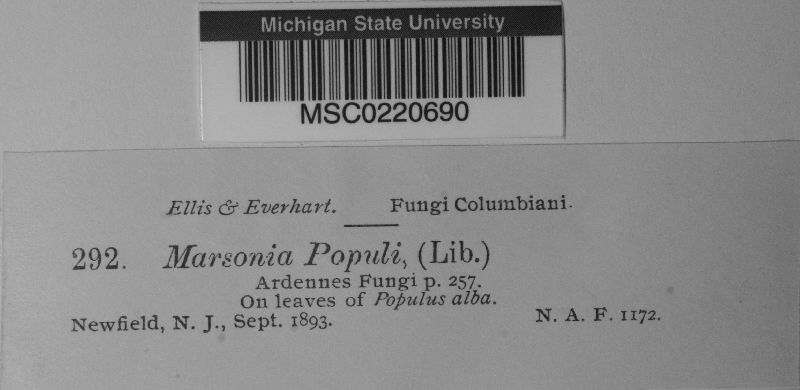 Michigan State University
MSC0220690
Ellis & Everhart. Fungi Columbiani.
292. Marsonia Populi, (Lib.)
Ardennes Fungi p. 257.
On leaves of Populus alba.
Newfield, N. J., Sept. 1893. N. A. F. 1172.